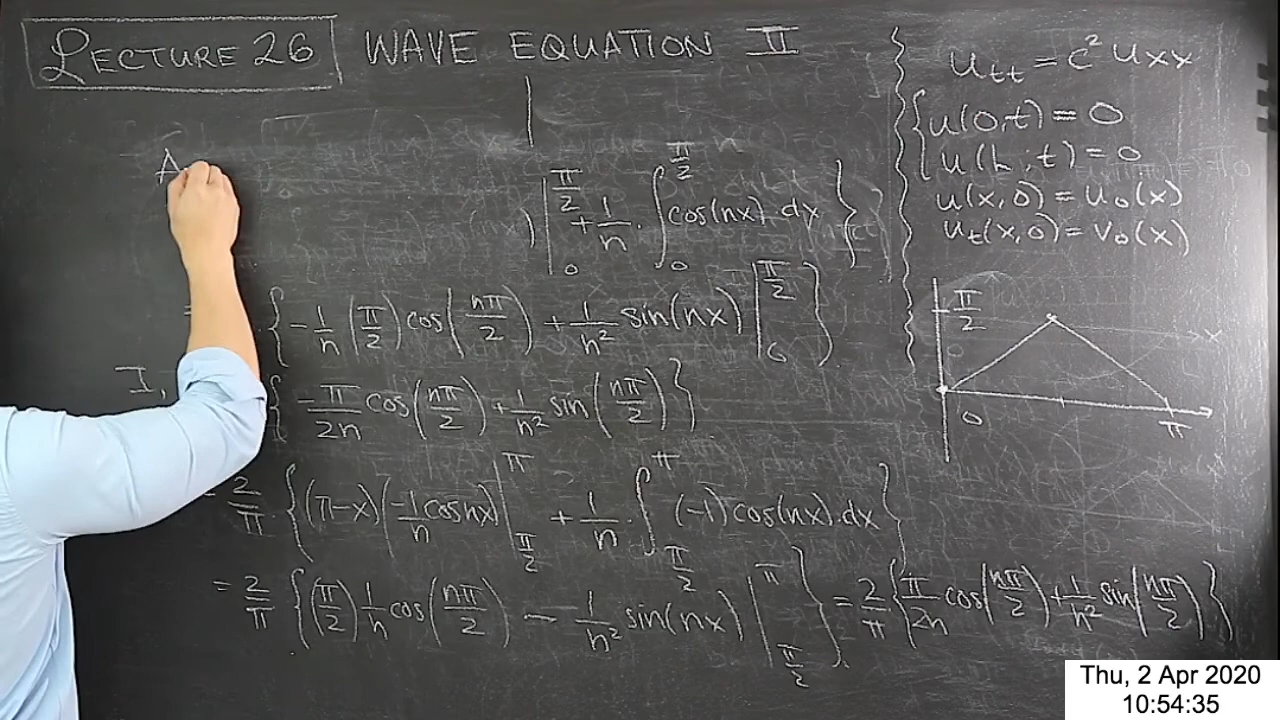 LECTURE 26 WAVE EQUATION II
A
) |₀^{π/2} + 1/n · ∫₀^{π/2} cos(nx) · dx }
= { -1/n (π/2) cos(nπ/2) + 1/n² sin(nx) |₀^{π/2} }
I, { -π/2n cos(nπ/2) + 1/n² sin(nπ/2) }
2/π { (π-x)(-1/n cosnx) |_{π/2}^{π} + 1/n · ∫_{π/2}^{π} (-1) cos(nx) · dx }
= 2/π { (π/2) 1/n cos(nπ/2) - 1/n² sin(nx) |_{π/2}^{π} } = 2/π { π/2n cos(nπ/2) + 1/n² sin(nπ/2) }
u_tt = c² u_xx
{ u(0,t) = 0
u(L,t) = 0
u(x,0) = u₀(x)
u_t(x,0) = v₀(x)
π/2
0
π
Thu, 2 Apr 2020
10:54:35